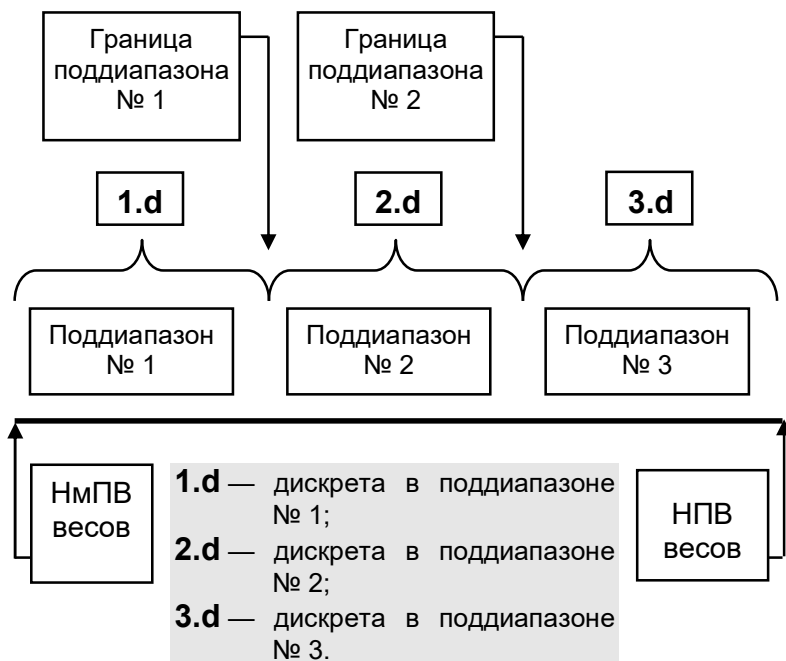 Граница
поддиапазона
№ 1
Граница
поддиапазона
№ 2
1.d
2.d
3.d
Поддиапазон
№ 1
Поддиапазон
№ 2
Поддиапазон
№ 3
НмПВ
весов
1.d — дискрета в поддиапазоне
№ 1;
2.d — дискрета в поддиапазоне
№ 2;
3.d — дискрета в поддиапазоне
№ 3.
НПВ
весов